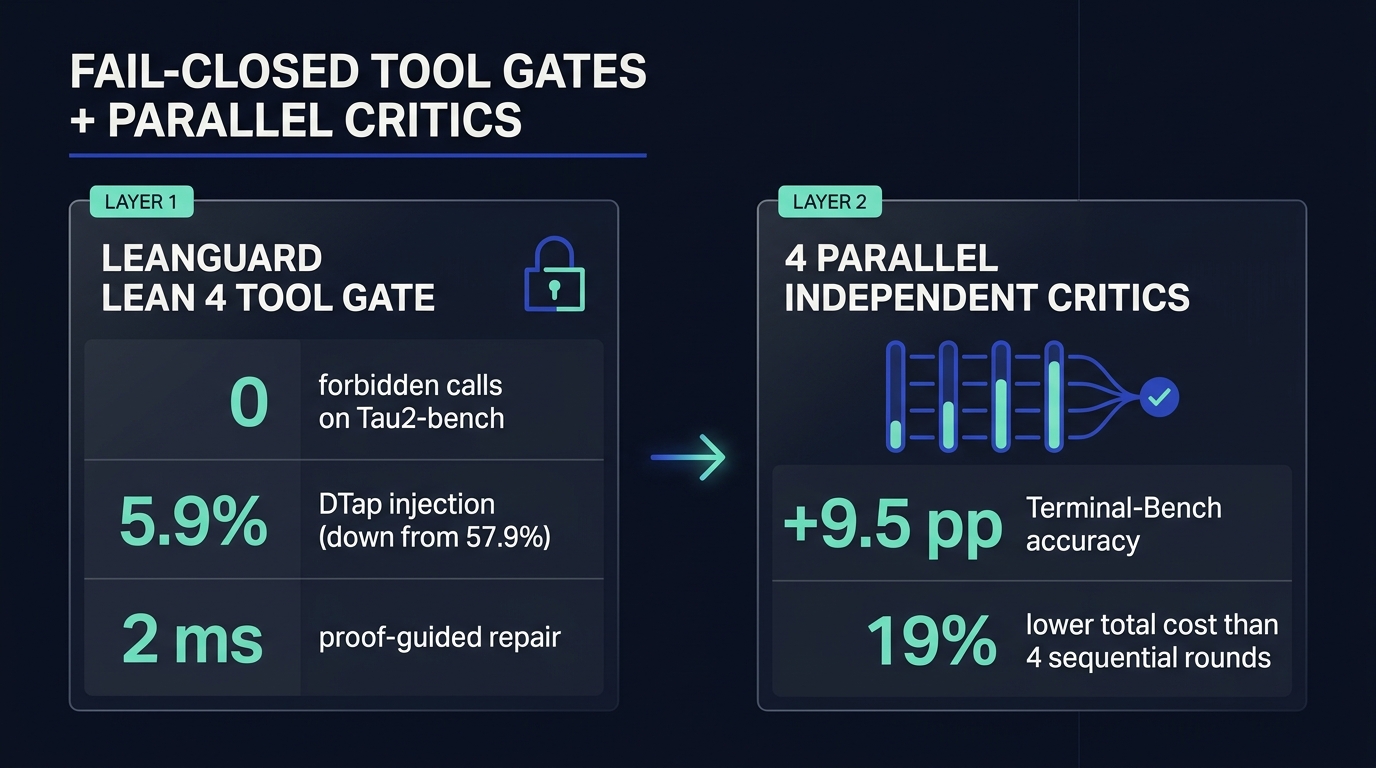 FAIL-CLOSED TOOL GATES
+ PARALLEL CRITICS
LAYER 1
LEANGUARD
LEAN 4 TOOL GATE
0
forbidden calls
on Tau2-bench
5.9%
DTap injection
(down from 57.9%)
2 ms
proof-guided repair
LAYER 2
4 PARALLEL
INDEPENDENT CRITICS
+9.5 pp
Terminal-Bench
accuracy
19%
lower total cost than
4 sequential rounds